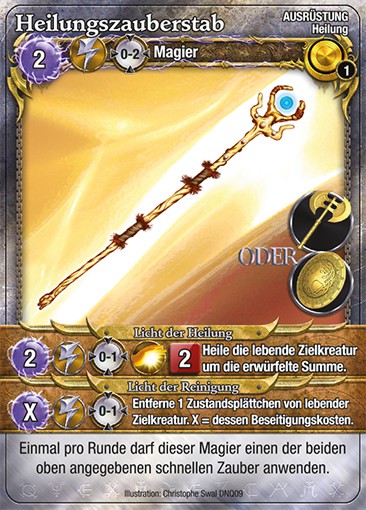 Heilungszauberstab
AUSRÜSTUNG
Heilung
2
0-2
Magier
1
ODER
Licht der Heilung
2
0-1
2
Heile die lebende Zielkreatur
um die erwürfelte Summe.
Licht der Reinigung
X
0-1
Entferne 1 Zustandsplättchen von lebender
Zielkreatur. X = dessen Beseitigungskosten.
Einmal pro Runde darf dieser Magier einen der beiden
oben angegebenen schnellen Zauber anwenden.
Illustration: Christophe Swal DNQ09